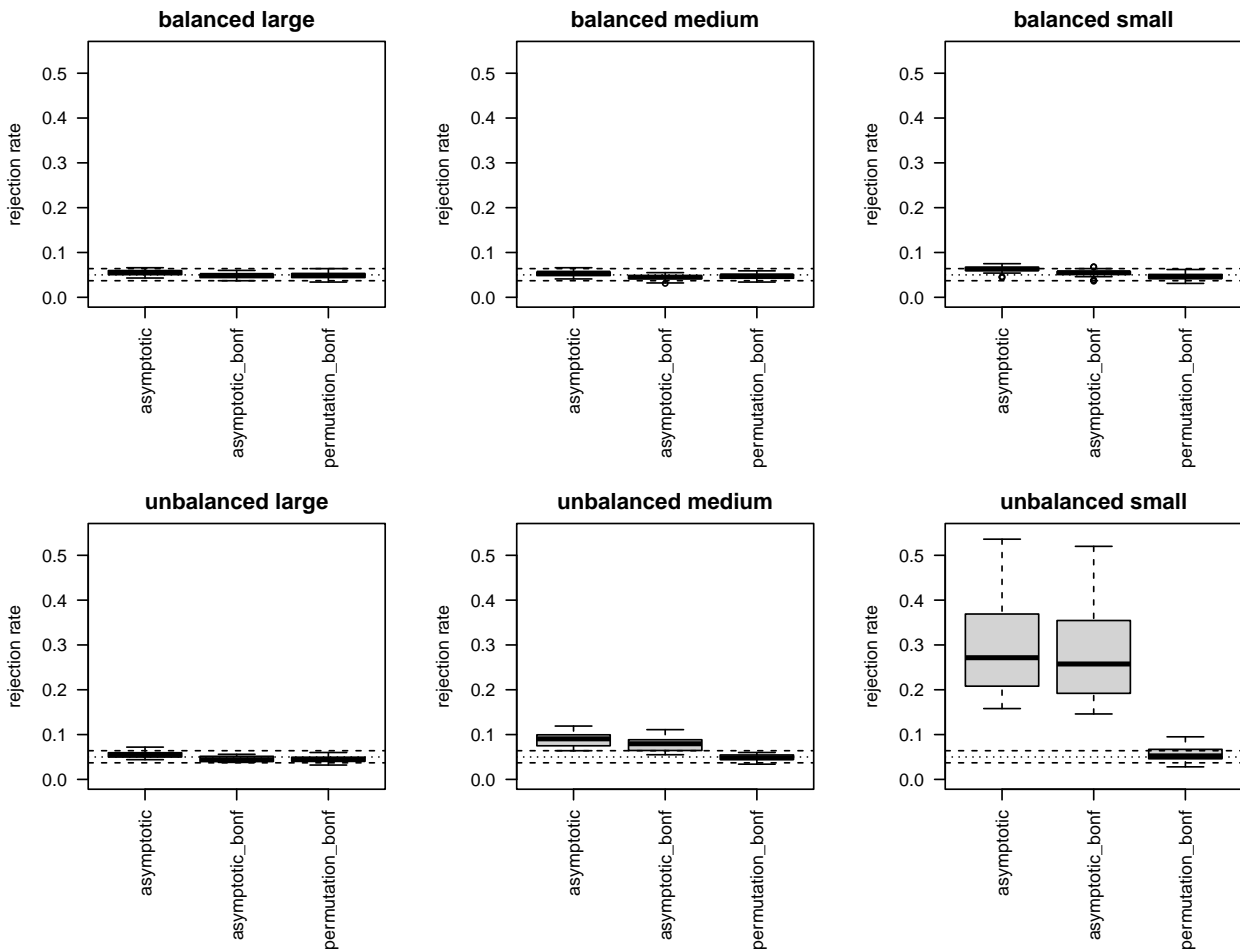 balanced large
balanced medium
balanced small
rejection rate
0.5
0.4
0.3
0.2
0.1
0.0
asymptotic
asymptotic_bonf
permutation_bonf
rejection rate
0.5
0.4
0.3
0.2
0.1
0.0
asymptotic
asymptotic_bonf
permutation_bonf
rejection rate
0.5
0.4
0.3
0.2
0.1
0.0
asymptotic
asymptotic_bonf
permutation_bonf
unbalanced large
unbalanced medium
unbalanced small
rejection rate
0.5
0.4
0.3
0.2
0.1
0.0
asymptotic
asymptotic_bonf
permutation_bonf
rejection rate
0.5
0.4
0.3
0.2
0.1
0.0
asymptotic
asymptotic_bonf
permutation_bonf
rejection rate
0.5
0.4
0.3
0.2
0.1
0.0
asymptotic
asymptotic_bonf
permutation_bonf